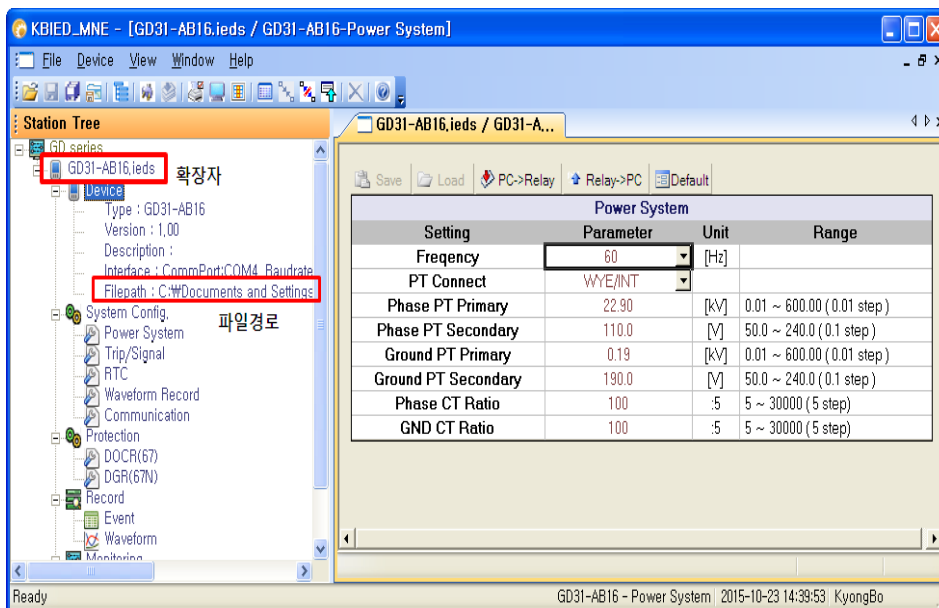 KBIED_MNE - [GD31-AB16.ieds / GD31-AB16-Power System]
File Device View Window Help
Station Tree
GD series
GD31-AB16.ieds
확장자
Device
Type : GD31-AB16
Version : 1.00
Description :
Interface : CommPort:COM4 Baudrate
Filepath : C:₩Documents and Settings
파일경로
System Config.
Power System
Trip/Signal
RTC
Waveform Record
Communication
Protection
DOCR(67)
DGR(67N)
Record
Event
Waveform
Monitoring
GD31-AB16.ieds / GD31-A...
Save Load PC->Relay Relay->PC Default
Power System
Setting Parameter Unit Range
Freqency 60 [Hz]
PT Connect WYE/INT
Phase PT Primary 22.90 [kV] 0.01 ~ 600.00 ( 0.01 step )
Phase PT Secondary 110.0 [V] 50.0 ~ 240.0 ( 0.1 step )
Ground PT Primary 0.19 [kV] 0.01 ~ 600.00 ( 0.01 step )
Ground PT Secondary 190.0 [V] 50.0 ~ 240.0 ( 0.1 step )
Phase CT Ratio 100 :5 5 ~ 30000 ( 5 step)
GND CT Ratio 100 :5 5 ~ 30000 ( 5 step)
Ready
GD31-AB16 - Power System 2015-10-23 14:39:53 KyongBo